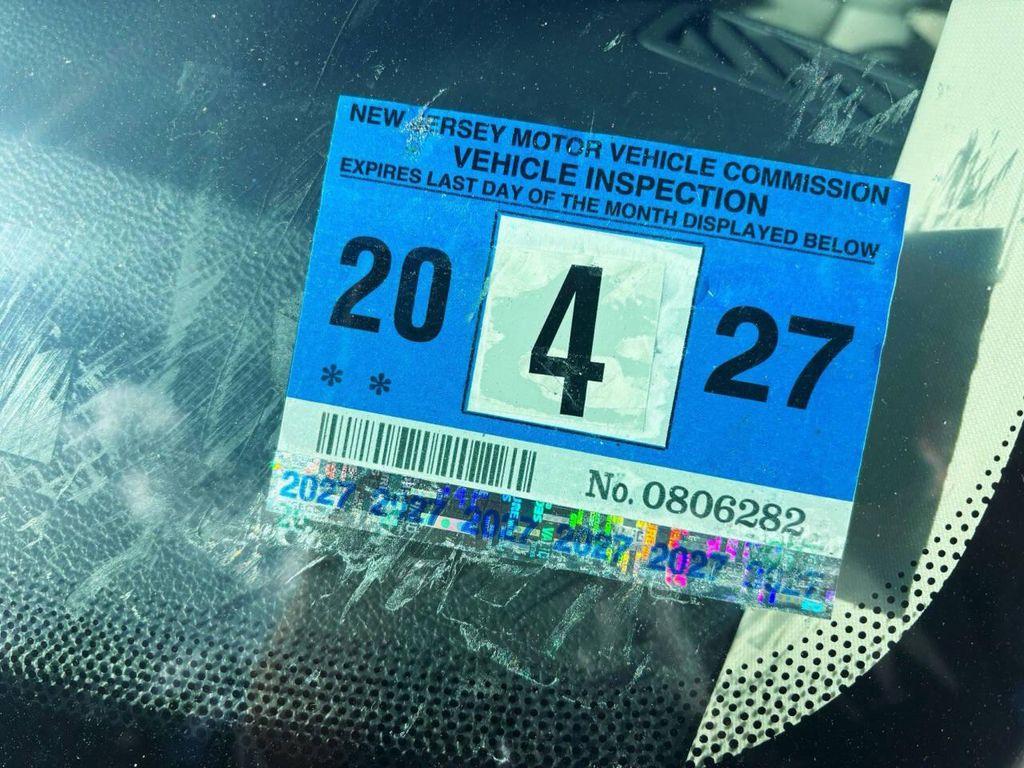 NEW JERSEY MOTOR VEHICLE COMMISSION
VEHICLE INSPECTION
EXPIRES LAST DAY OF THE MONTH DISPLAYED BELOW
20 4 27
* *
No. 0806282
2027 2027 2027 2027 2027 2027